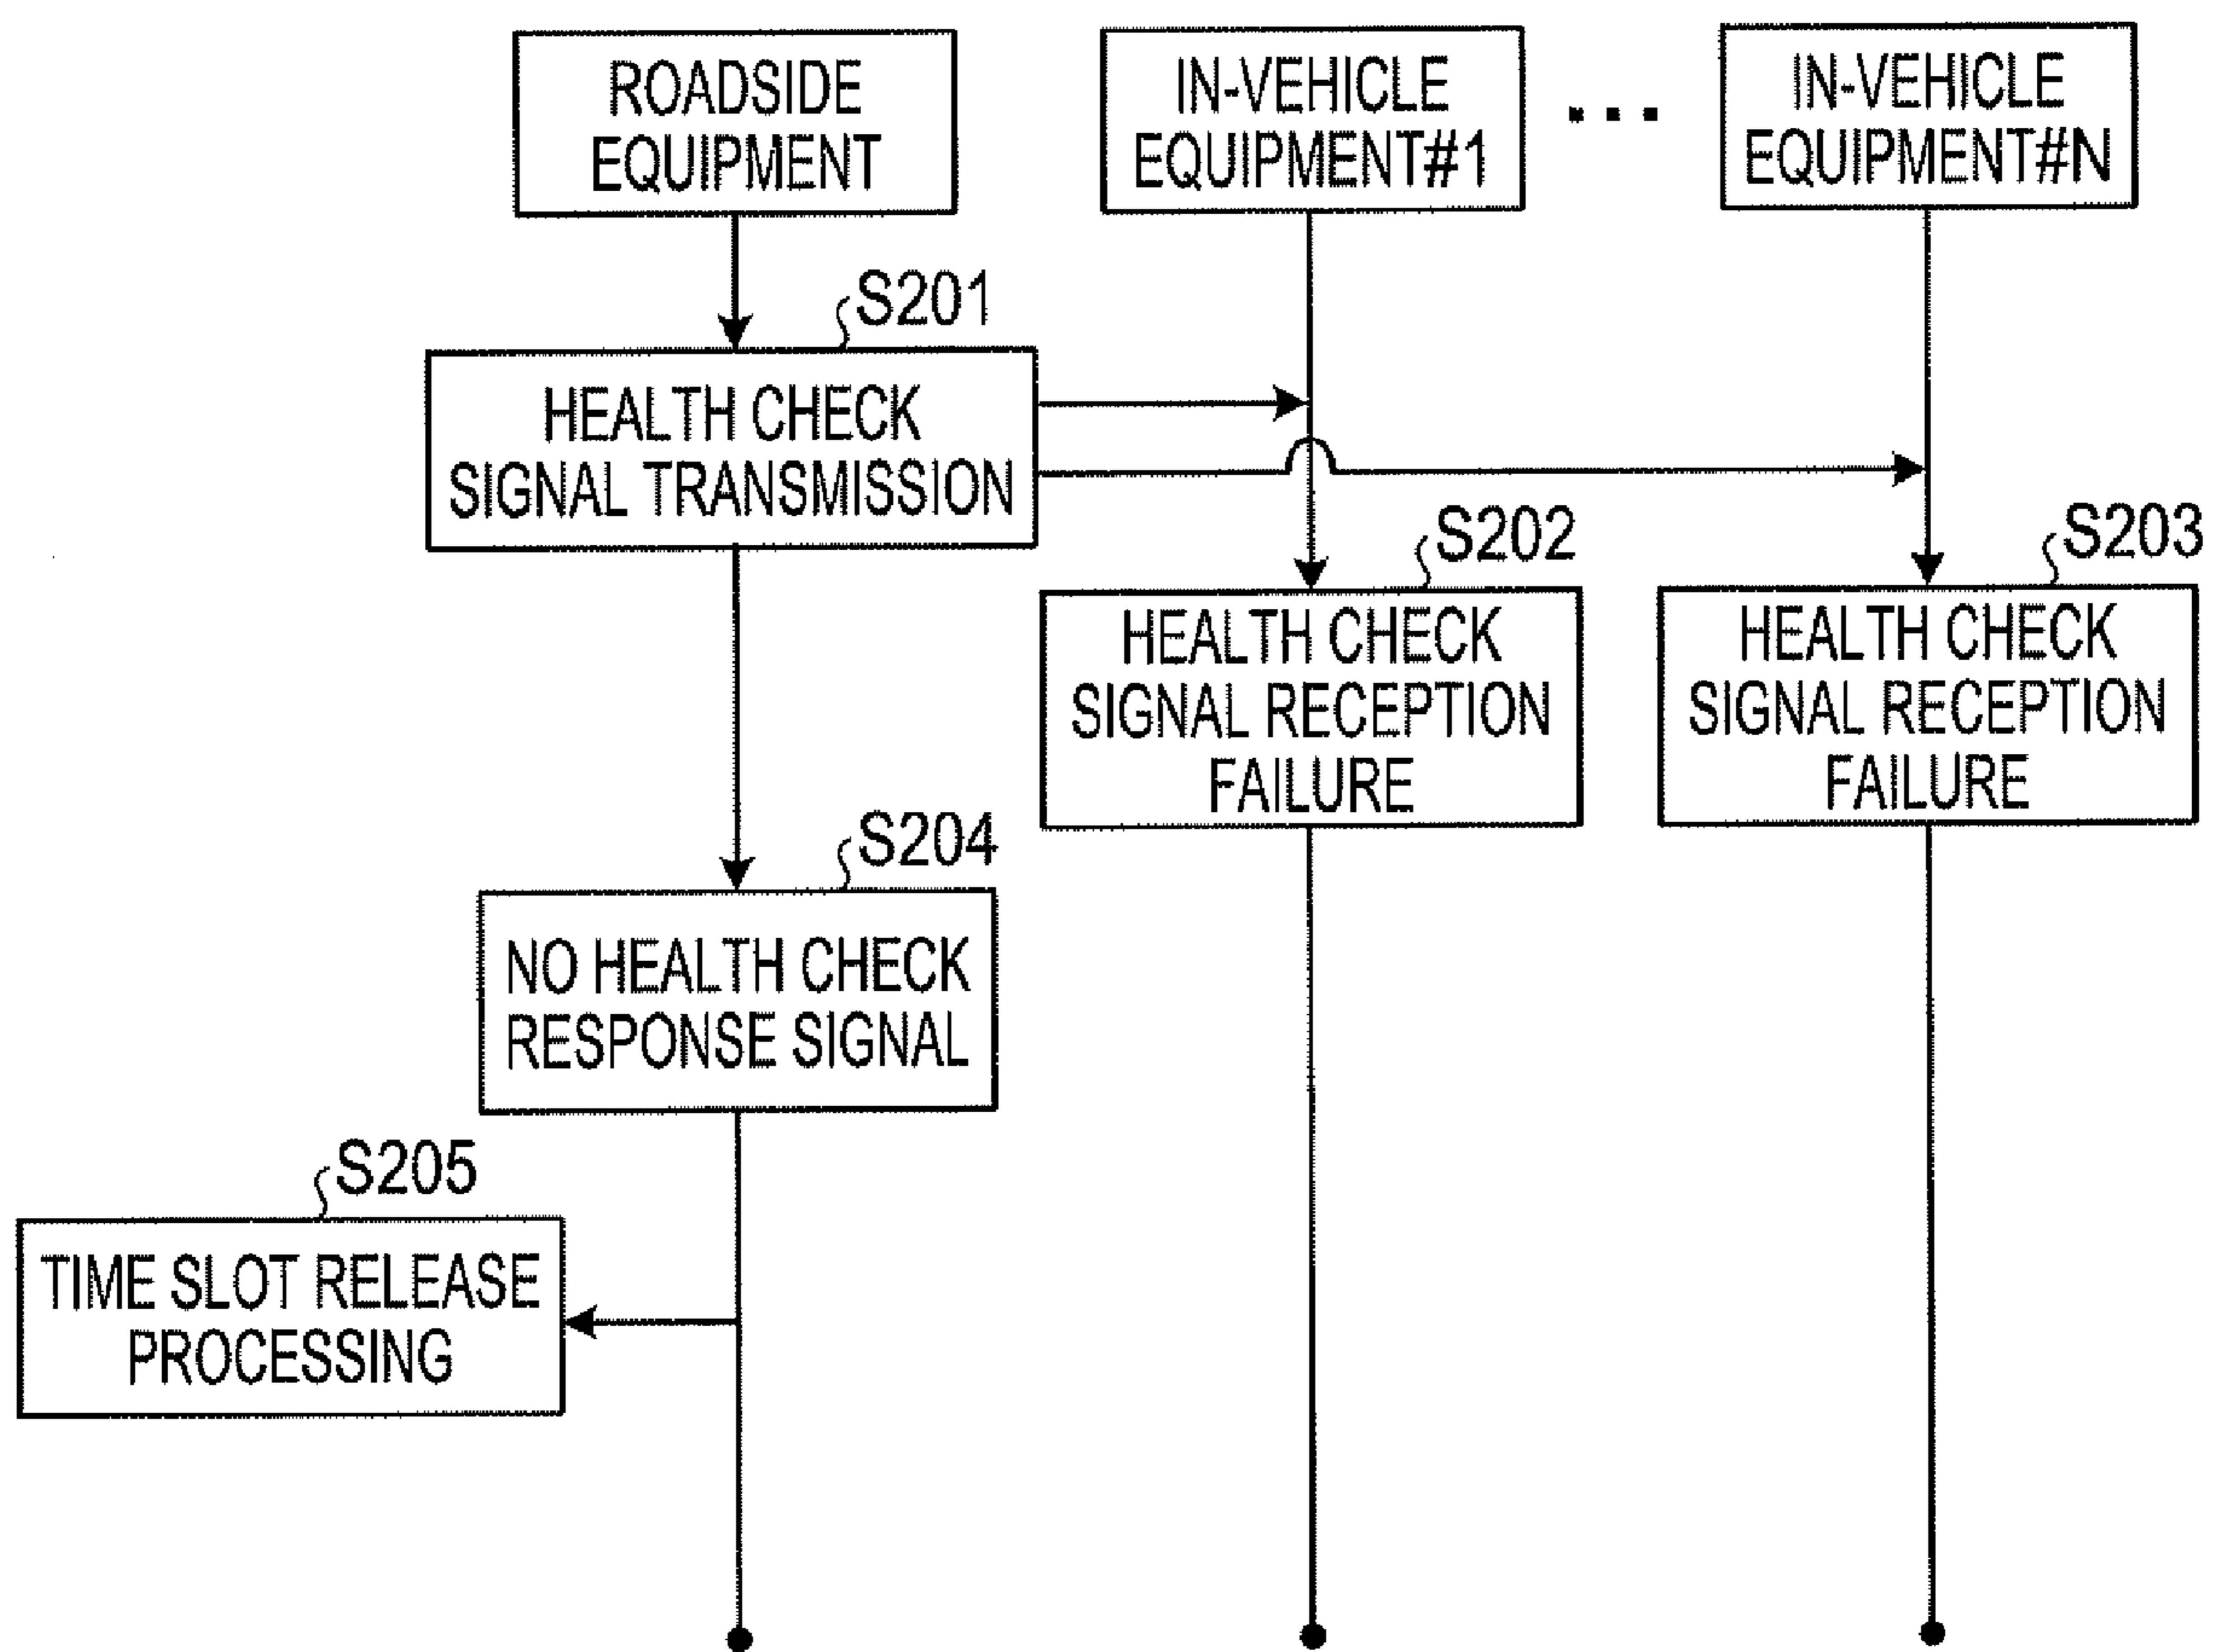 ROADSIDE
EQUIPMENT
IN-VEHICLE
EQUIPMENT#1
...
IN-VEHICLE
EQUIPMENT#N
S201
HEALTH CHECK
SIGNAL TRANSMISSION
S202
HEALTH CHECK
SIGNAL RECEPTION
FAILURE
S203
HEALTH CHECK
SIGNAL RECEPTION
FAILURE
S204
NO HEALTH CHECK
RESPONSE SIGNAL
S205
TIME SLOT RELEASE
PROCESSING